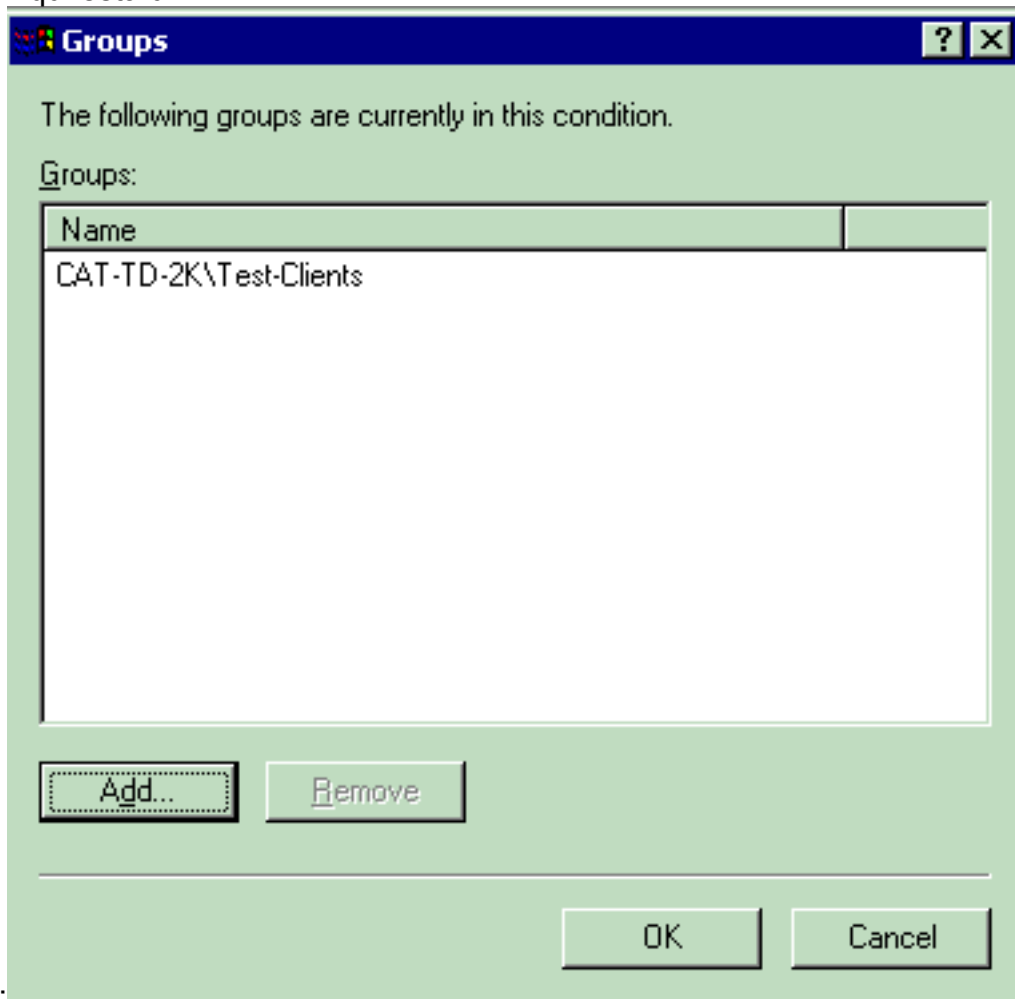 Groups
The following groups are currently in this condition.
Groups:
Name
CAT-TD-2K\Test-Clients
Add...
Remove
OK
Cancel
.